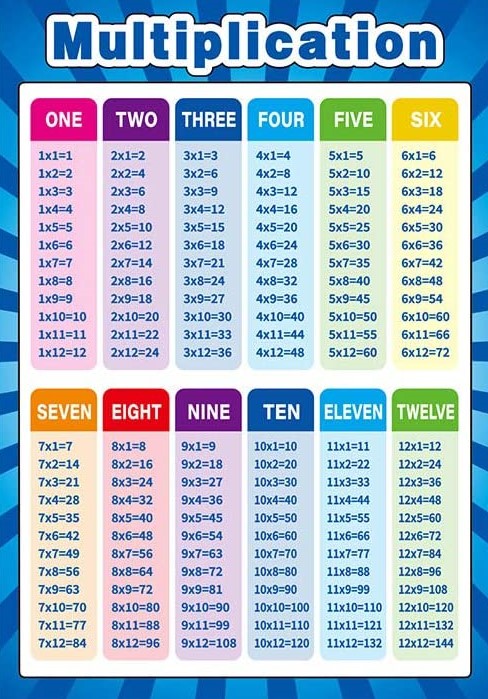 Multiplication
ONE
1x1=1
1x2=2
1x3=3
1x4=4
1x5=5
1x6=6
1x7=7
1x8=8
1x9=9
1x10=10
1x11=11
1x12=12
TWO
2x1=2
2x2=4
2x3=6
2x4=8
2x5=10
2x6=12
2x7=14
2x8=16
2x9=18
2x10=20
2x11=22
2x12=24
THREE
3x1=3
3x2=6
3x3=9
3x4=12
3x5=15
3x6=18
3x7=21
3x8=24
3x9=27
3x10=30
3x11=33
3x12=36
FOUR
4x1=4
4x2=8
4x3=12
4x4=16
4x5=20
4x6=24
4x7=28
4x8=32
4x9=36
4x10=40
4x11=44
4x12=48
FIVE
5x1=5
5x2=10
5x3=15
5x4=20
5x5=25
5x6=30
5x7=35
5x8=40
5x9=45
5x10=50
5x11=55
5x12=60
SIX
6x1=6
6x2=12
6x3=18
6x4=24
6x5=30
6x6=36
6x7=42
6x8=48
6x9=54
6x10=60
6x11=66
6x12=72
SEVEN
7x1=7
7x2=14
7x3=21
7x4=28
7x5=35
7x6=42
7x7=49
7x8=56
7x9=63
7x10=70
7x11=77
7x12=84
EIGHT
8x1=8
8x2=16
8x3=24
8x4=32
8x5=40
8x6=48
8x7=56
8x8=64
8x9=72
8x10=80
8x11=88
8x12=96
NINE
9x1=9
9x2=18
9x3=27
9x4=36
9x5=45
9x6=54
9x7=63
9x8=72
9x9=81
9x10=90
9x11=99
9x12=108
TEN
10x1=10
10x2=20
10x3=30
10x4=40
10x5=50
10x6=60
10x7=70
10x8=80
10x9=90
10x10=100
10x11=110
10x12=120
ELEVEN
11x1=11
11x2=22
11x3=33
11x4=44
11x5=55
11x6=66
11x7=77
11x8=88
11x9=99
11x10=110
11x11=121
11x12=132
TWELVE
12x1=12
12x2=24
12x3=36
12x4=48
12x5=60
12x6=72
12x7=84
12x8=96
12x9=108
12x10=120
12x11=132
12x12=144